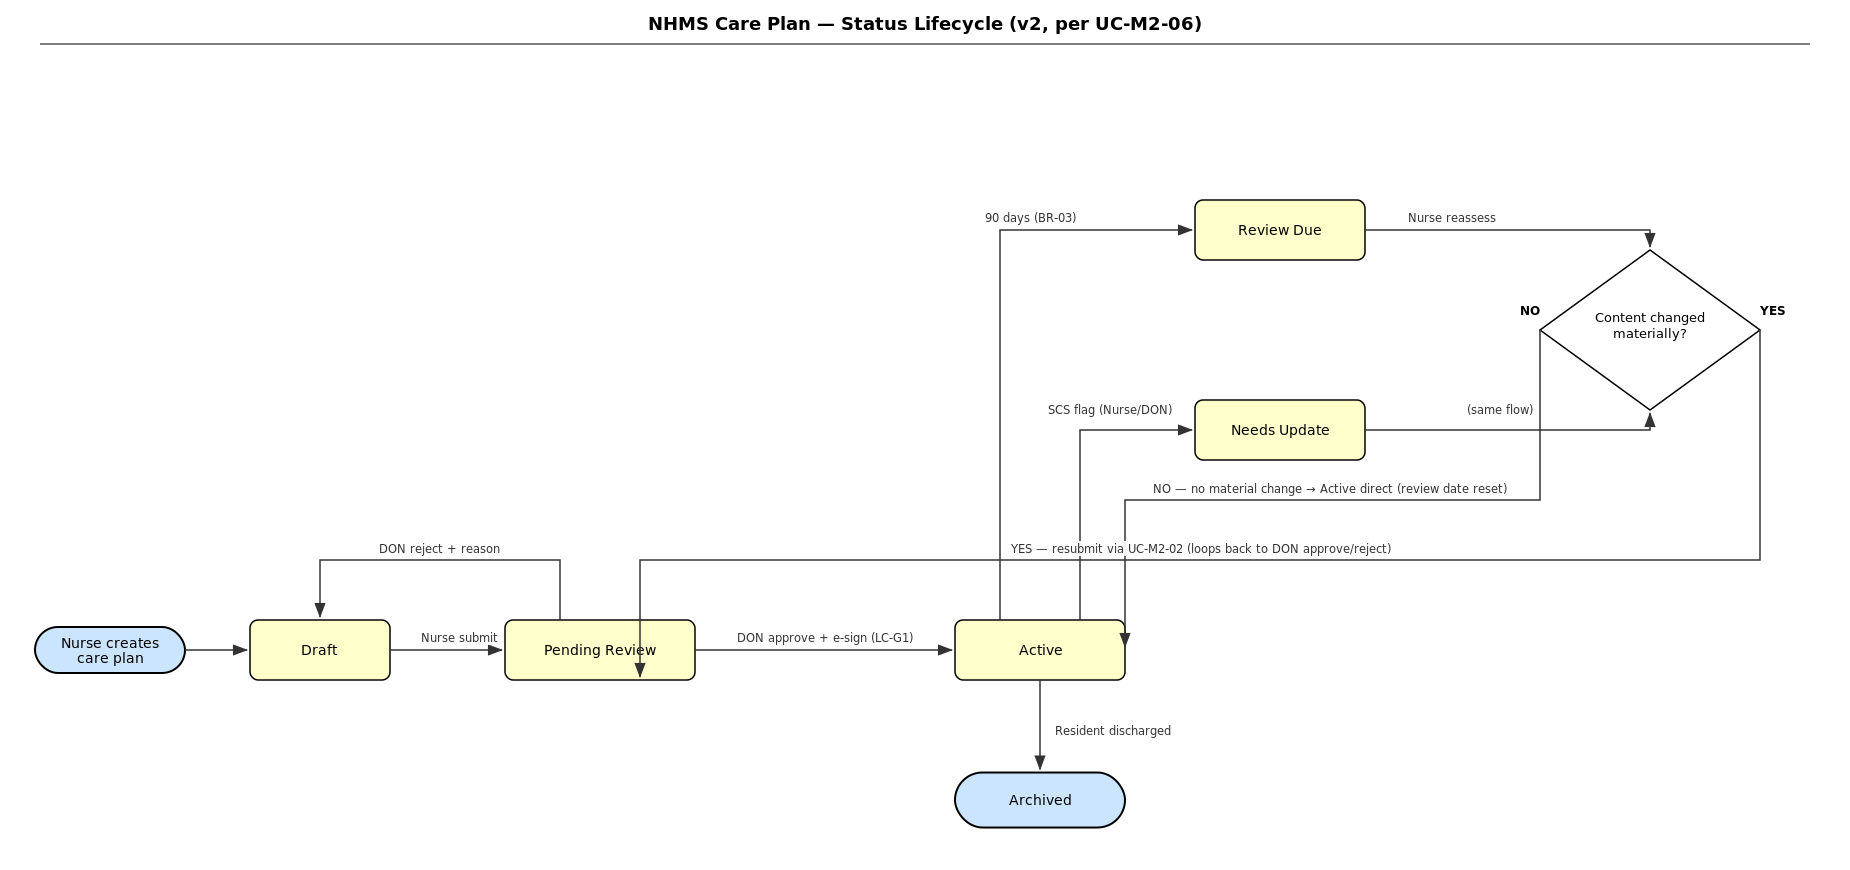 NHMS Care Plan — Status Lifecycle (v2, per UC-M2-06)
90 days (BR-03)
Review Due
Nurse reassess
NO
YES
Content changed
materially?
SCS flag (Nurse/DON)
Needs Update
(same flow)
NO — no material change → Active direct (review date reset)
DON reject + reason
YES — resubmit via UC-M2-02 (loops back to DON approve/reject)
Nurse creates
care plan
Draft
Nurse submit
Pending Review
DON approve + e-sign (LC-G1)
Active
Resident discharged
Archived